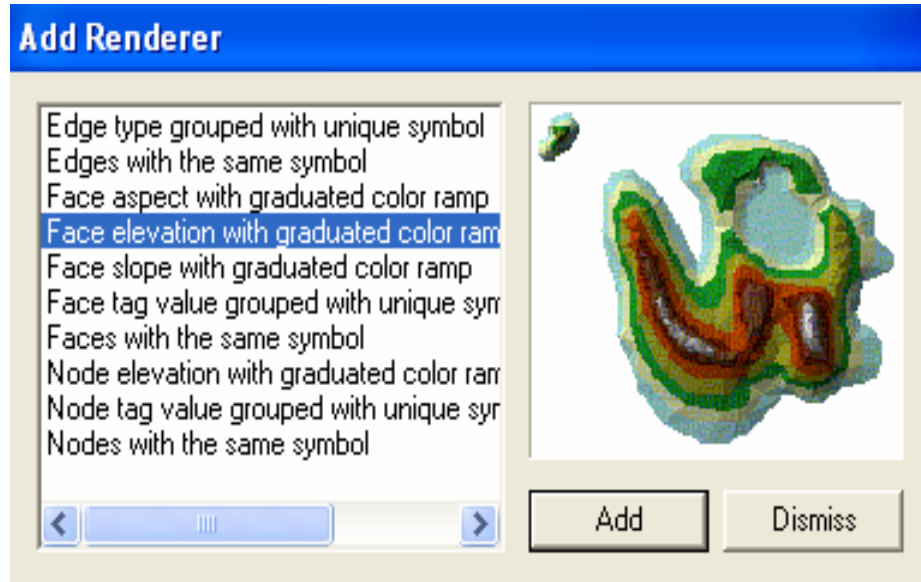 Add Renderer
Edge type grouped with unique symbol
Edges with the same symbol
Face aspect with graduated color ramp
Face elevation with graduated color ram
Face slope with graduated color ramp
Face tag value grouped with unique sym
Faces with the same symbol
Node elevation with graduated color ram
Node tag value grouped with unique syr
Nodes with the same symbol
Add
Dismiss